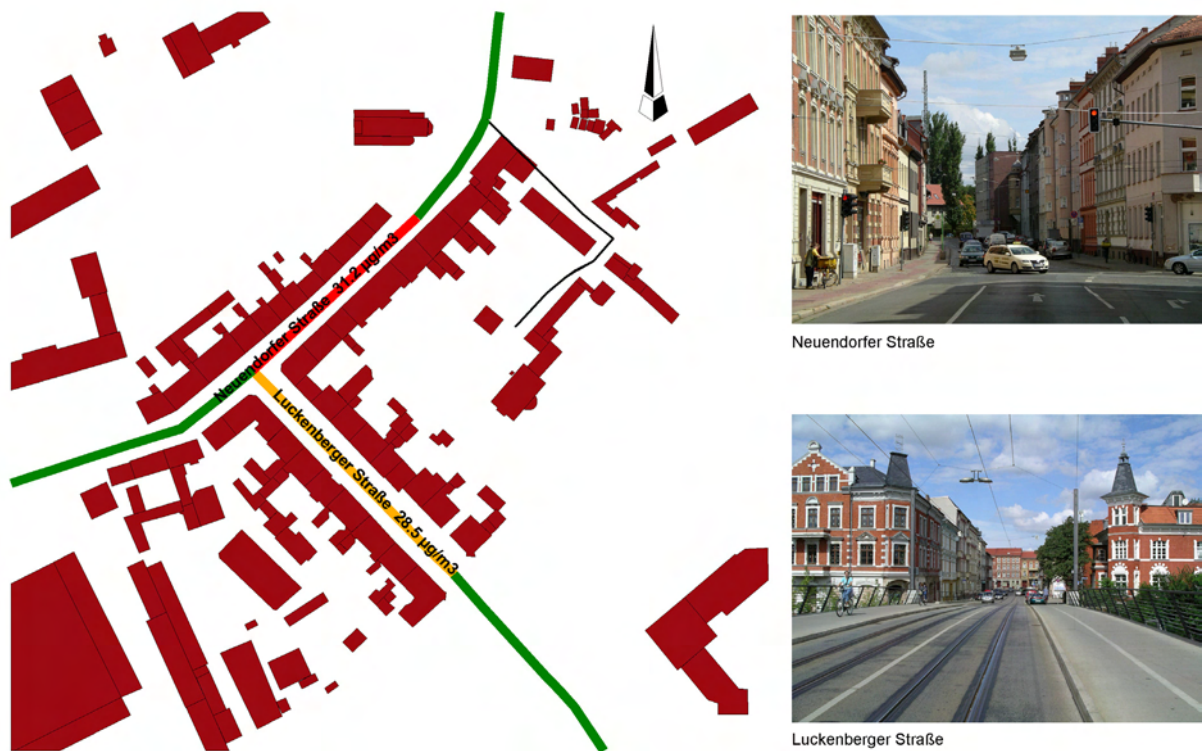 Neuendorfer Straße 31.2 µg/m3
Luckenberger Straße 28.5 µg/m3
Neuendorfer Straße
Luckenberger Straße